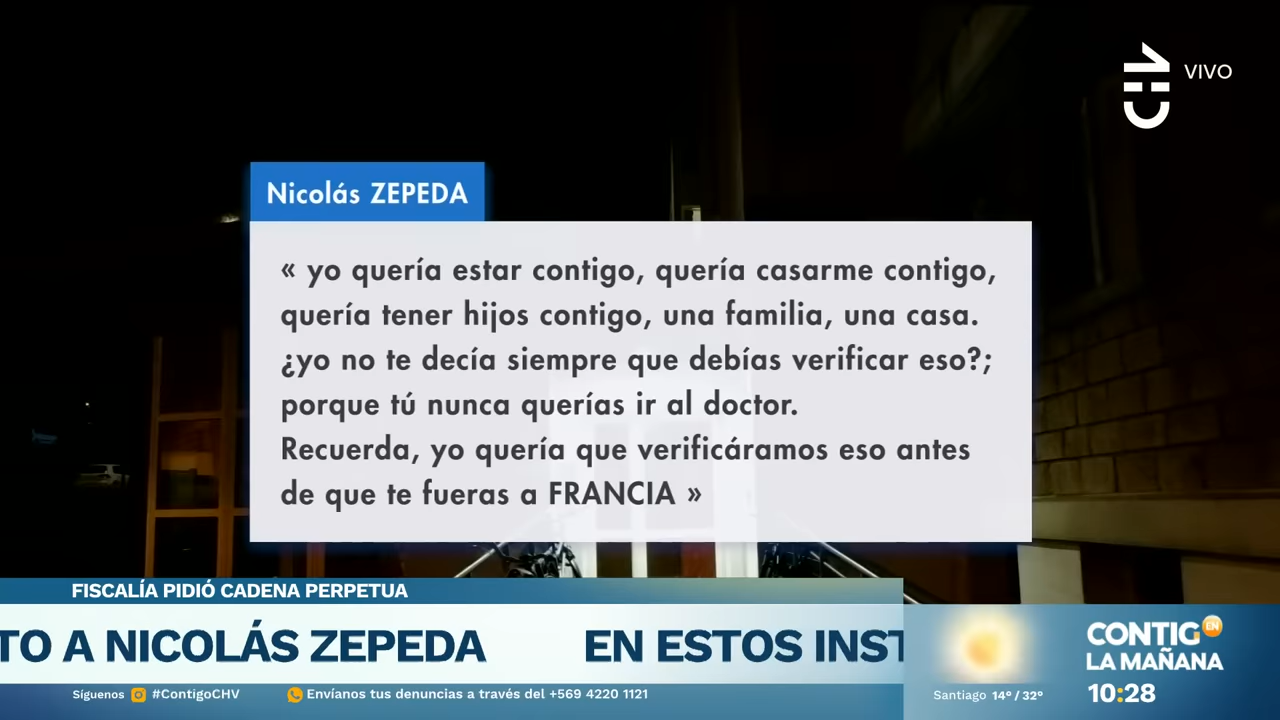 CHV VIVO
Nicolás ZEPEDA
« yo quería estar contigo, quería casarme contigo,
quería tener hijos contigo, una familia, una casa.
¿yo no te decía siempre que debías verificar eso?;
porque tú nunca querías ir al doctor.
Recuerda, yo quería que verificáramos eso antes
de que te fueras a FRANCIA »
FISCALÍA PIDIÓ CADENA PERPETUA
TO A NICOLÁS ZEPEDA EN ESTOS INST
CONTIG EN
LA MAÑANA
Síguenos #ContigoCHV Envíanos tus denuncias a través del +569 4220 1121
Santiago 14° / 32°
10:28